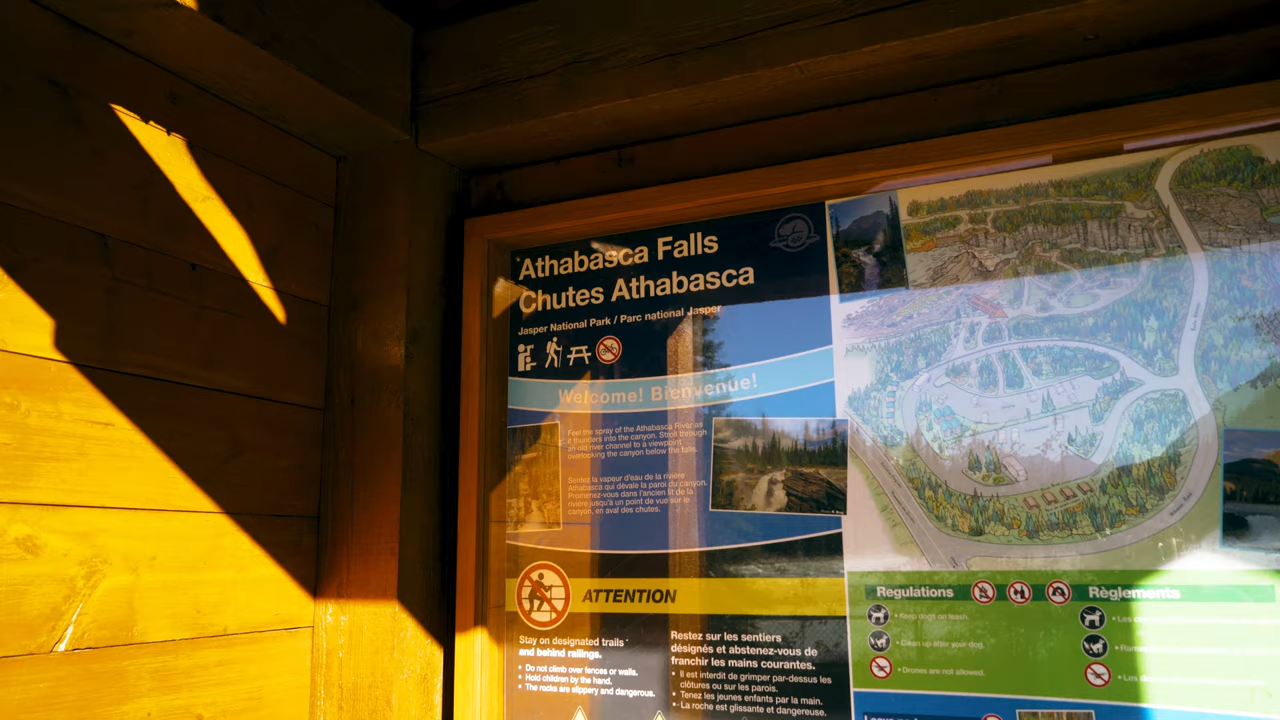 Athabasca Falls
Chutes Athabasca
Jasper National Park / Parc national Jasper
Welcome! Bienvenue!
Feel the spray of the Athabasca River as
it thunders into the canyon. Stroll through
an old river channel to a viewpoint
overlooking the canyon below the falls.
Sentez la vapeur d'eau de la rivière
Athabasca qui dévale la paroi du canyon.
Promenez-vous dans l'ancien lit de la
rivière jusqu'à un point de vue sur le
canyon, en aval des chutes.
ATTENTION
Stay on designated trails
and behind railings.
• Do not climb over fences or walls.
• Hold children by the hand.
• The rocks are slippery and dangerous.
Restez sur les sentiers
désignés et abstenez-vous de
franchir les mains courantes.
• Il est interdit de grimper par-dessus les
clôtures ou sur les parois.
• Tenez les jeunes enfants par la main.
• La roche est glissante et dangereuse.
Regulations
Règlements
• Keep dogs on leash.
• Clean up after your dog.
• Drones are not allowed.
• Les
• Les